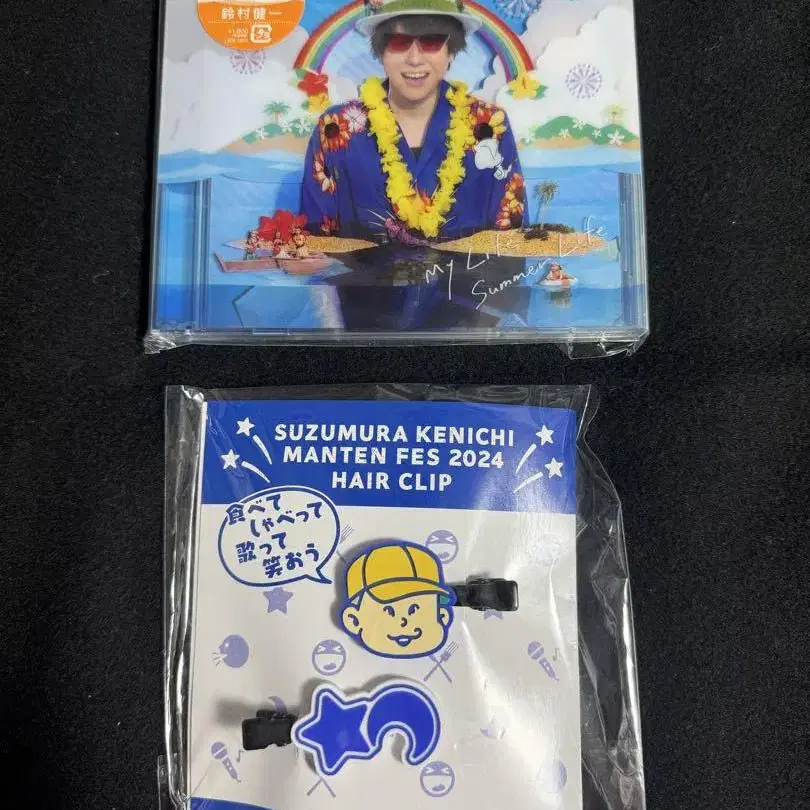 鈴村健一
My Life
Summer Life
SUZUMURA KENICHI
MANTEN FES 2024
HAIR CLIP
食べて
しゃべって
歌って
笑おう